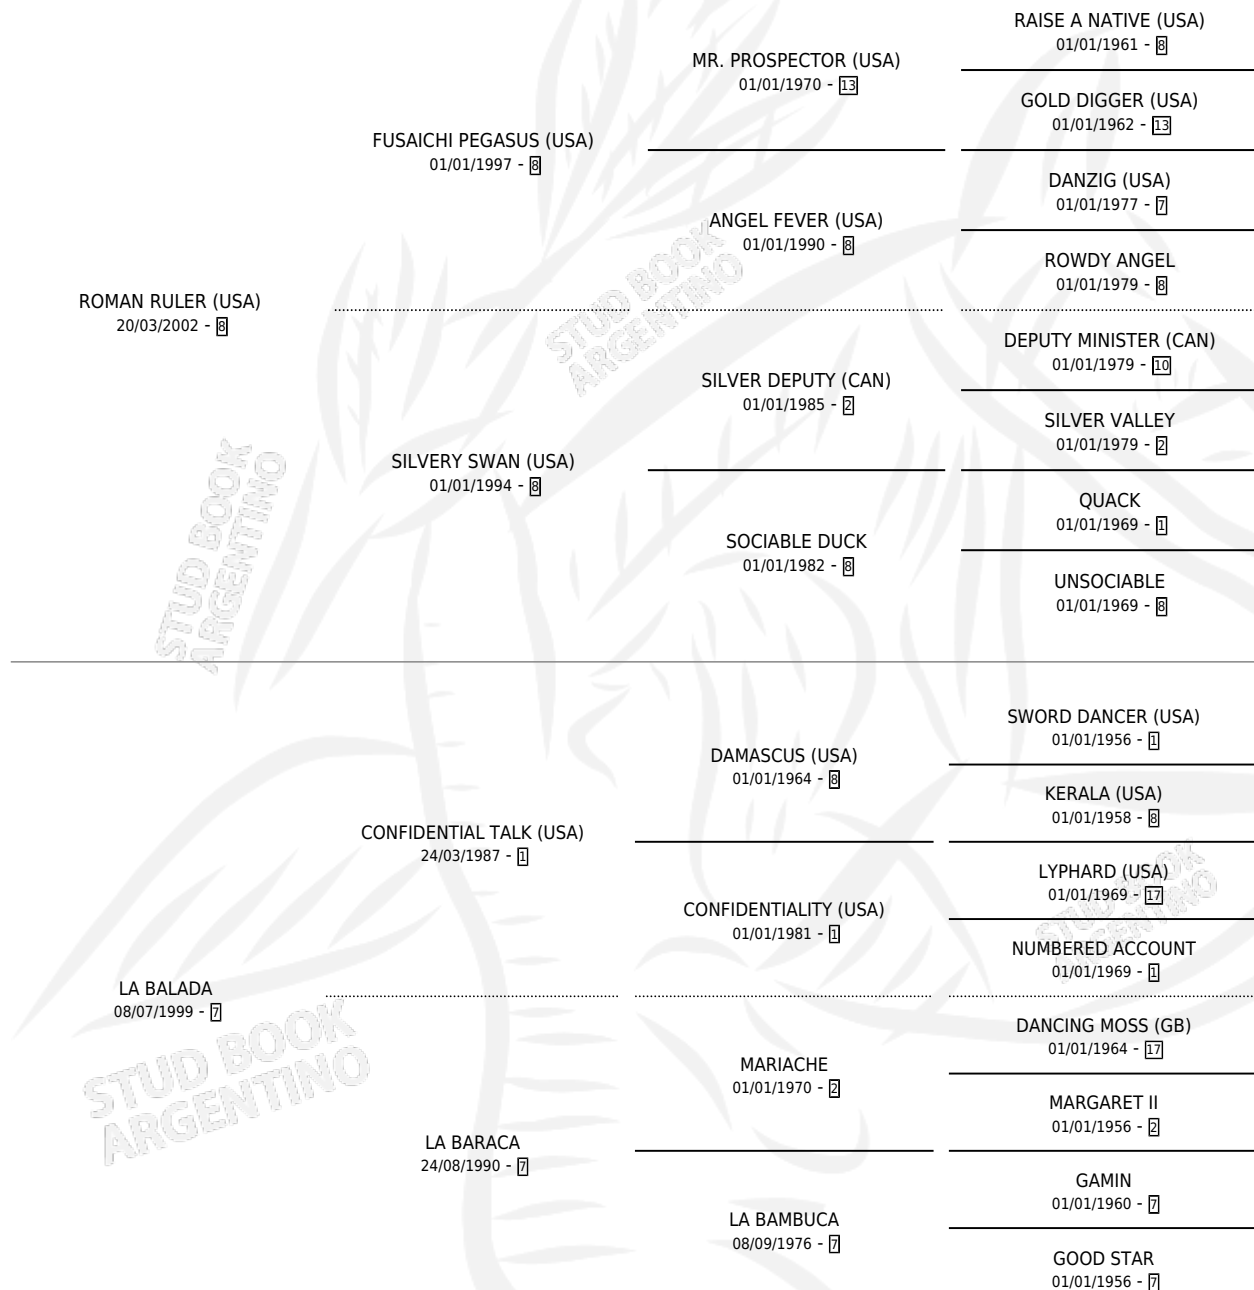 RAISE A NATIVE (USA)
01/01/1961 - 8
MR. PROSPECTOR (USA)
01/01/1970 - 13
GOLD DIGGER (USA)
01/01/1962 - 13
FUSAICHI PEGASUS (USA)
01/01/1997 - 8
DANZIG (USA)
01/01/1977 - 7
ANGEL FEVER (USA)
01/01/1990 - 8
ROWDY ANGEL
01/01/1979 - 8
ROMAN RULER (USA)
20/03/2002 - 8
DEPUTY MINISTER (CAN)
01/01/1979 - 10
SILVER DEPUTY (CAN)
01/01/1985 - 2
SILVER VALLEY
01/01/1979 - 2
SILVERY SWAN (USA)
01/01/1994 - 8
QUACK
01/01/1969 - 1
SOCIABLE DUCK
01/01/1982 - 8
UNSOCIABLE
01/01/1969 - 8
SWORD DANCER (USA)
01/01/1956 - 1
DAMASCUS (USA)
01/01/1964 - 8
KERALA (USA)
01/01/1958 - 8
CONFIDENTIAL TALK (USA)
24/03/1987 - 1
LYPHARD (USA)
01/01/1969 - 17
CONFIDENTIALITY (USA)
01/01/1981 - 1
NUMBERED ACCOUNT
01/01/1969 - 1
LA BALADA
08/07/1999 - 7
DANCING MOSS (GB)
01/01/1964 - 17
MARIACHE
01/01/1970 - 2
MARGARET II
01/01/1956 - 2
LA BARACA
24/08/1990 - 7
GAMIN
01/01/1960 - 7
LA BAMBUCA
08/09/1976 - 7
GOOD STAR
01/01/1956 - 7
STUD BOOK
ARGENTINO
STUD BOOK
ARGENTINO
STUD BOOK
ARGENTINO
STUD BOOK
ARGENTINO